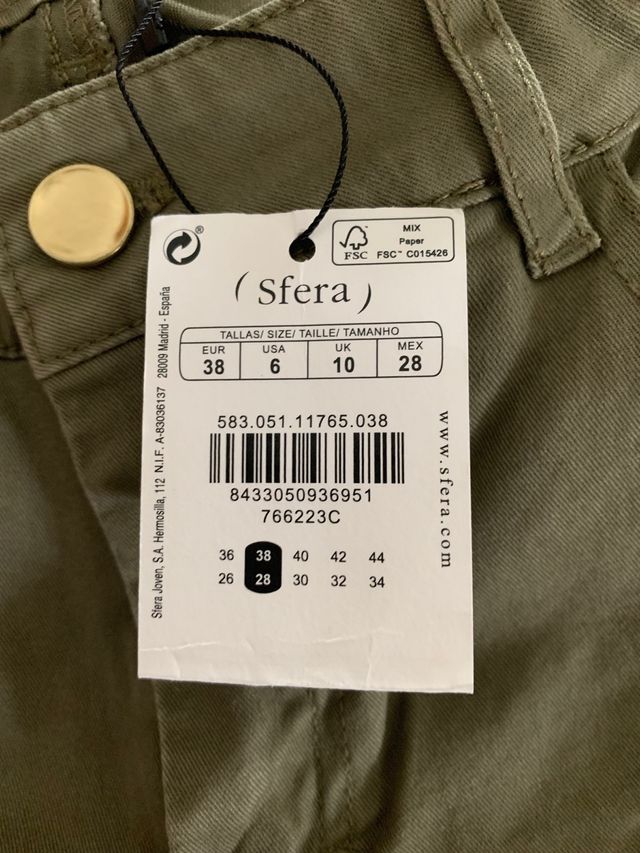 ®
MIX
Paper
FSC FSC™ C015426
(Sfera)
TALLAS/ SIZE/ TAILLE/ TAMANHO
EUR USA UK MEX
38 6 10 28
583.051.11765.038
8433050936951
766223C
36 38 40 42 44
26 28 30 32 34
www.sfera.com
Sfera Joven, S.A. Hermosilla, 112 N.I.F. A-83036137 28009 Madrid - España